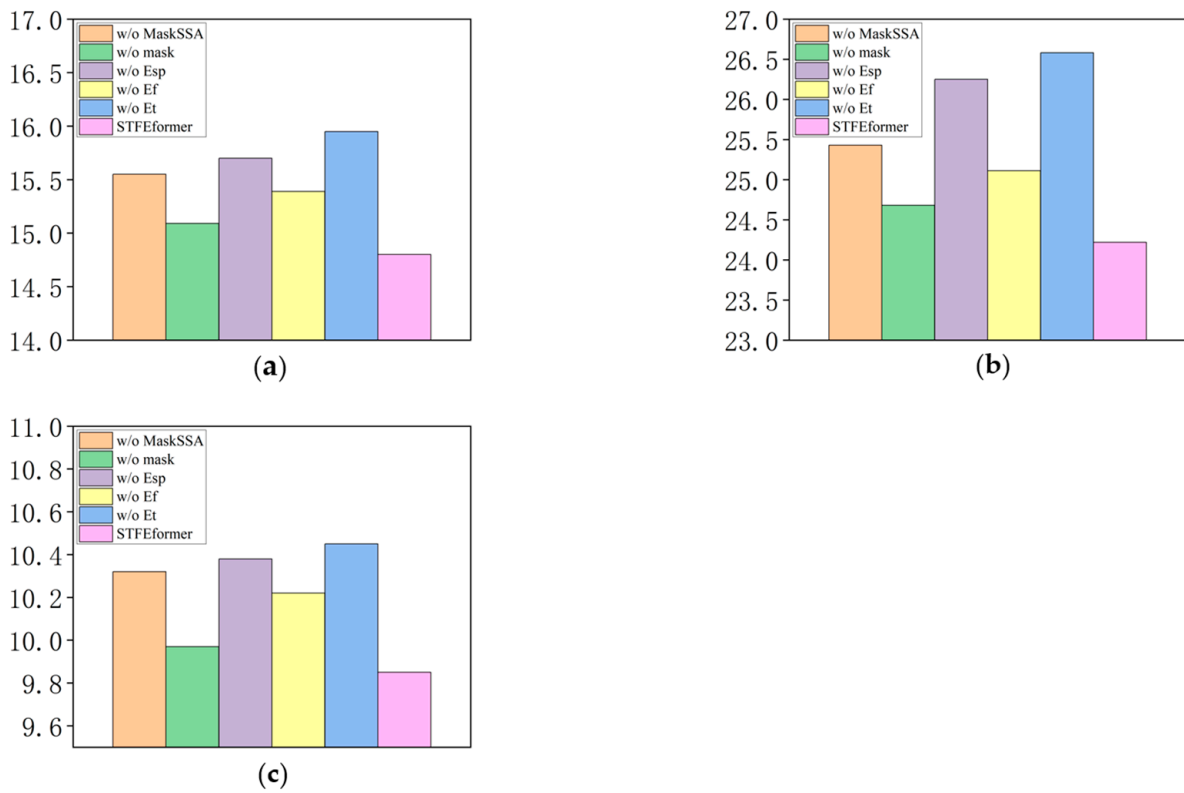 17.0
16.5
16.0
15.5
15.0
14.5
14.0
w/o MaskSSA
w/o mask
w/o Esp
w/o Ef
w/o Et
STFEformer
(a)
27.0
26.5
26.0
25.5
25.0
24.5
24.0
23.5
23.0
w/o MaskSSA
w/o mask
w/o Esp
w/o Ef
w/o Et
STFEformer
(b)
11.0
10.8
10.6
10.4
10.2
10.0
9.8
9.6
w/o MaskSSA
w/o mask
w/o Esp
w/o Ef
w/o Et
STFEformer
(c)